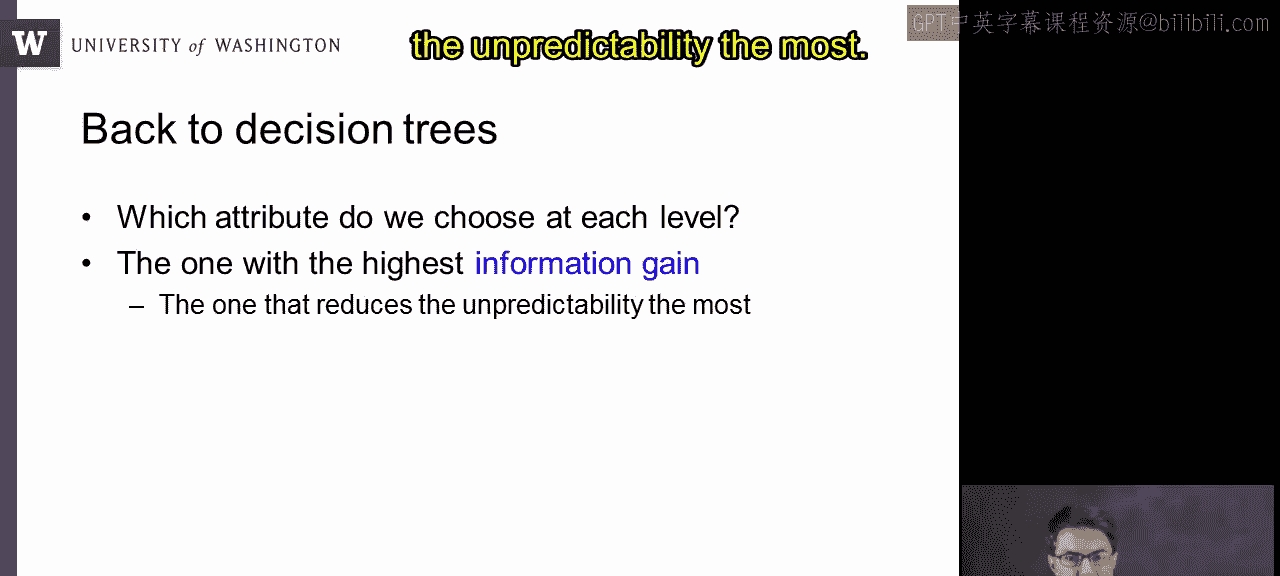 W UNIVERSITY of WASHINGTON
the unpredictability the most.
GPT中英字幕课程资源@bilibili.com
Back to decision trees
• Which attribute do we choose at each level?
• The one with the highest information gain
– The one that reduces the unpredictability the most